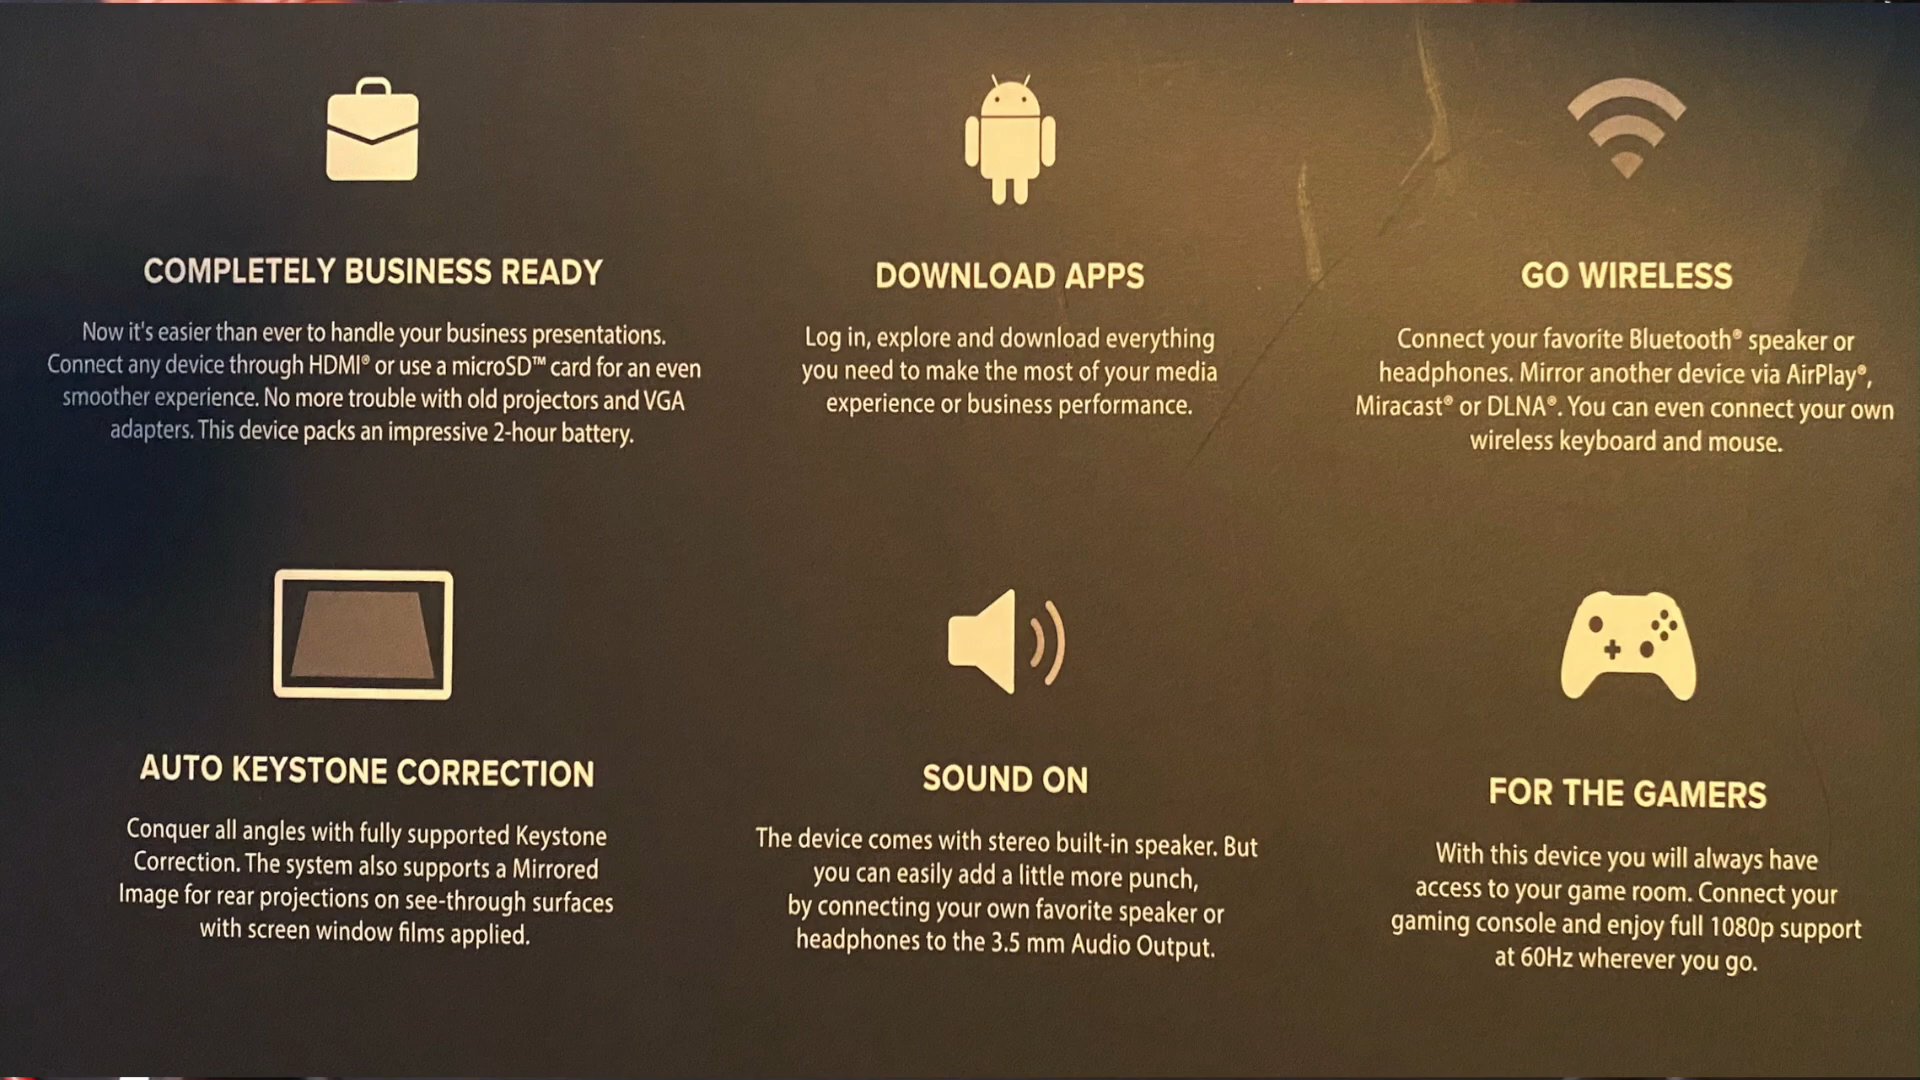 COMPLETELY BUSINESS READY
Now it's easier than ever to handle your business presentations.
Connect any device through HDMI® or use a microSD™ card for an even
smoother experience. No more trouble with old projectors and VGA
adapters. This device packs an impressive 2-hour battery.
DOWNLOAD APPS
Log in, explore and download everything
you need to make the most of your media
experience or business performance.
GO WIRELESS
Connect your favorite Bluetooth® speaker or
headphones. Mirror another device via AirPlay®,
Miracast® or DLNA®. You can even connect your own
wireless keyboard and mouse.
AUTO KEYSTONE CORRECTION
Conquer all angles with fully supported Keystone
Correction. The system also supports a Mirrored
Image for rear projections on see-through surfaces
with screen window films applied.
SOUND ON
The device comes with stereo built-in speaker. But
you can easily add a little more punch,
by connecting your own favorite speaker or
headphones to the 3.5 mm Audio Output.
FOR THE GAMERS
With this device you will always have
access to your game room. Connect your
gaming console and enjoy full 1080p support
at 60Hz wherever you go.